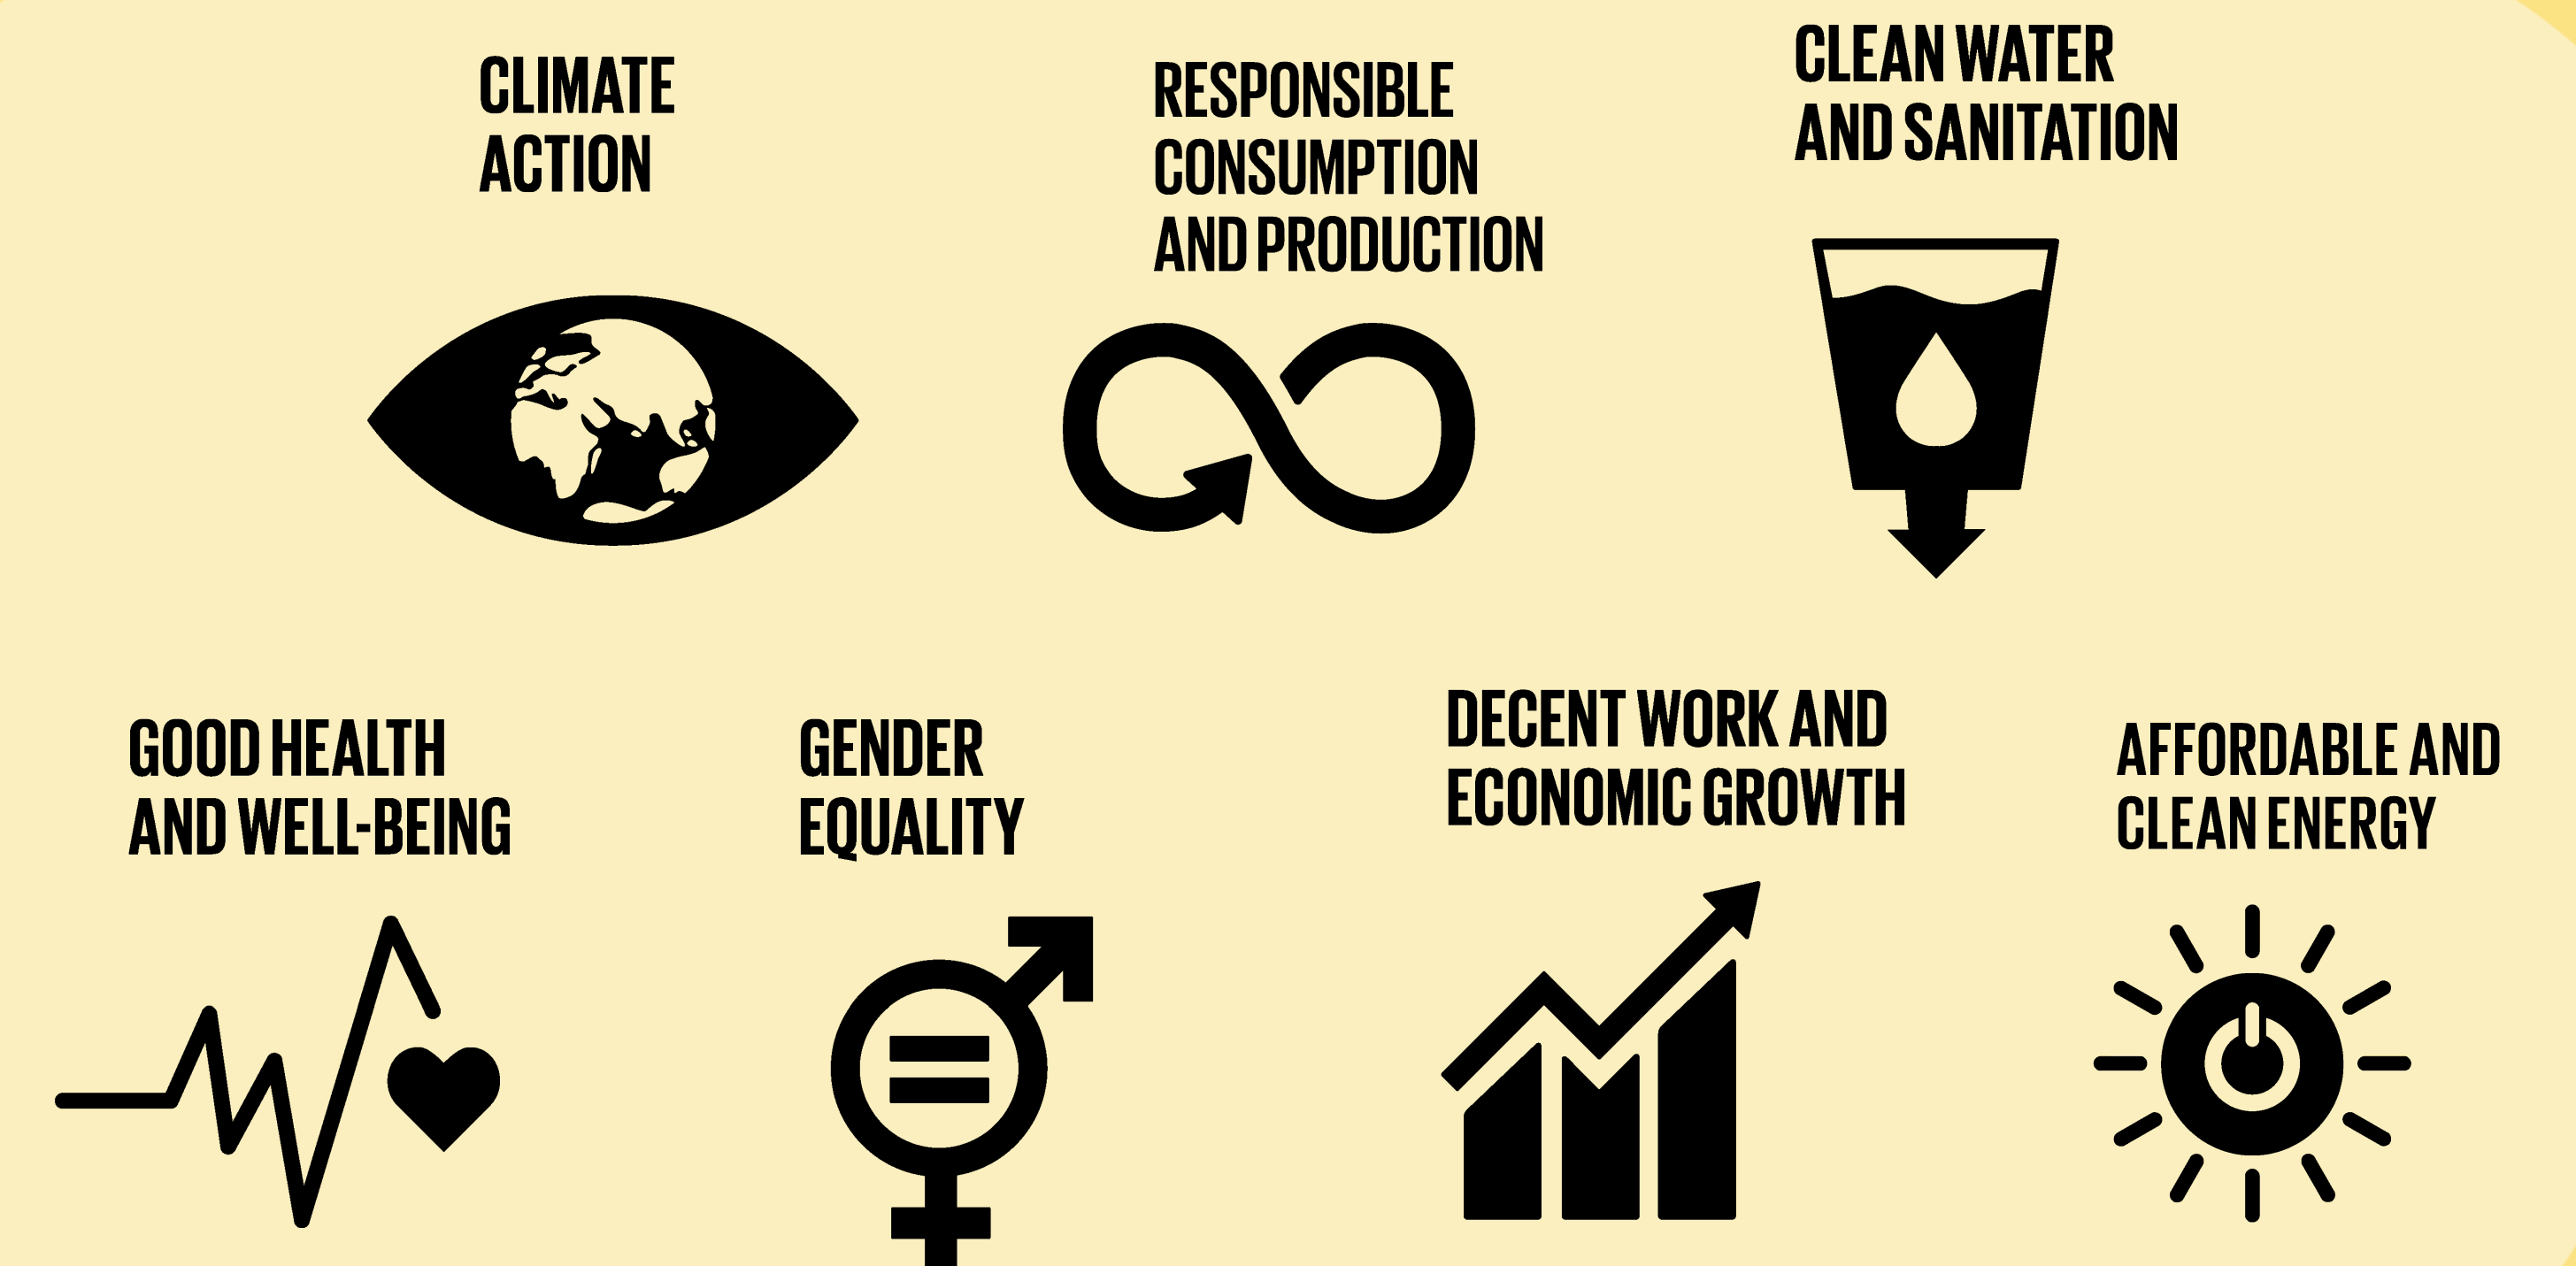 CLIMATE
ACTION
RESPONSIBLE
CONSUMPTION
AND PRODUCTION
CLEAN WATER
AND SANITATION
GOOD HEALTH
AND WELL-BEING
GENDER
EQUALITY
DECENT WORK AND
ECONOMIC GROWTH
AFFORDABLE AND
CLEAN ENERGY